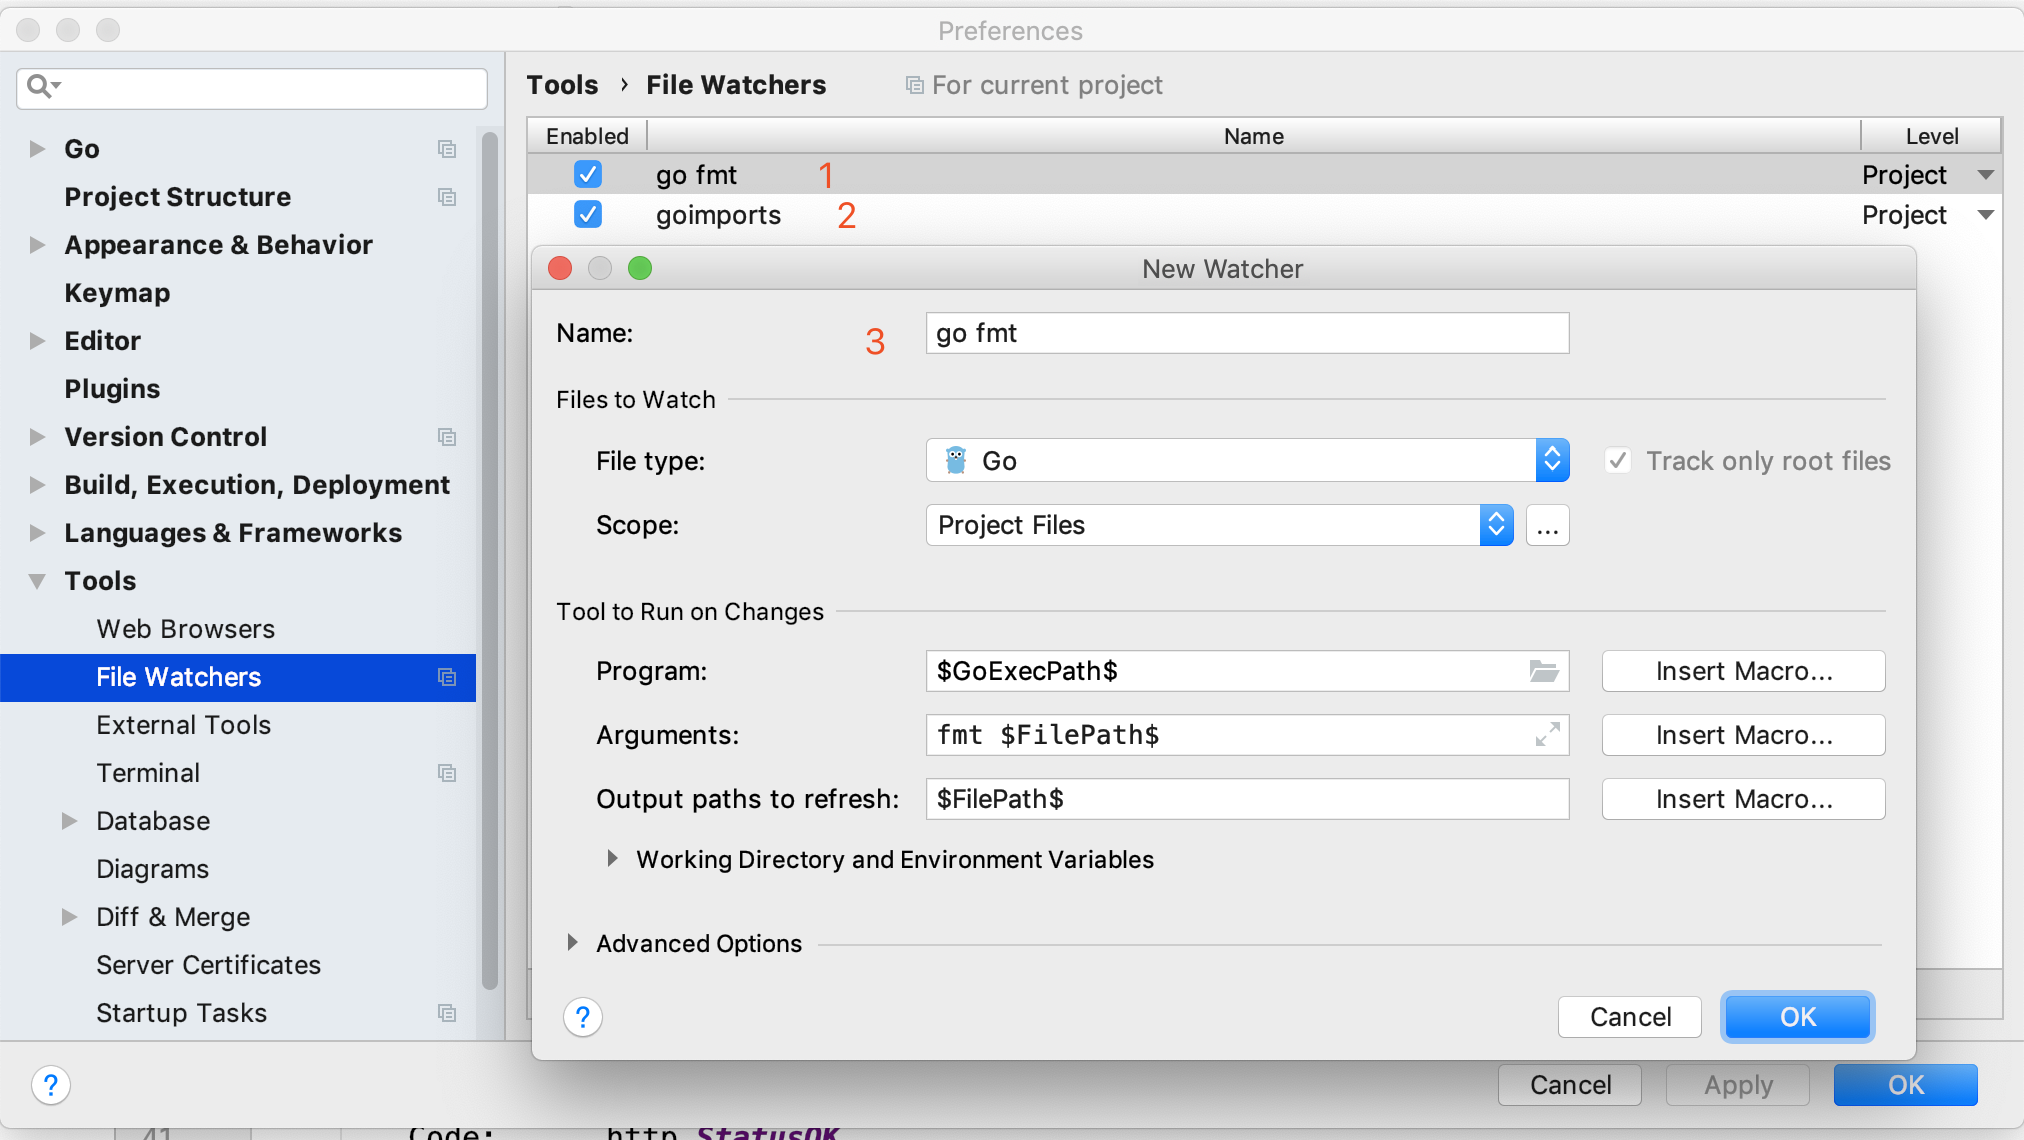 Preferences
Tools › File Watchers For current project
Go
Project Structure
Appearance & Behavior
Keymap
Editor
Plugins
Version Control
Build, Execution, Deployment
Languages & Frameworks
Tools
Web Browsers
File Watchers
External Tools
Terminal
Database
Diagrams
Diff & Merge
Server Certificates
Startup Tasks
Enabled Name Level
go fmt 1 Project
goimports 2 Project
New Watcher
Name: 3 go fmt
Files to Watch
File type: Go Track only root files
Scope: Project Files ...
Tool to Run on Changes
Program: $GoExecPath$ Insert Macro...
Arguments: fmt $FilePath$ Insert Macro...
Output paths to refresh: $FilePath$ Insert Macro...
Working Directory and Environment Variables
Advanced Options
? Cancel OK
? Cancel Apply OK
41 Code: http.StatusOK